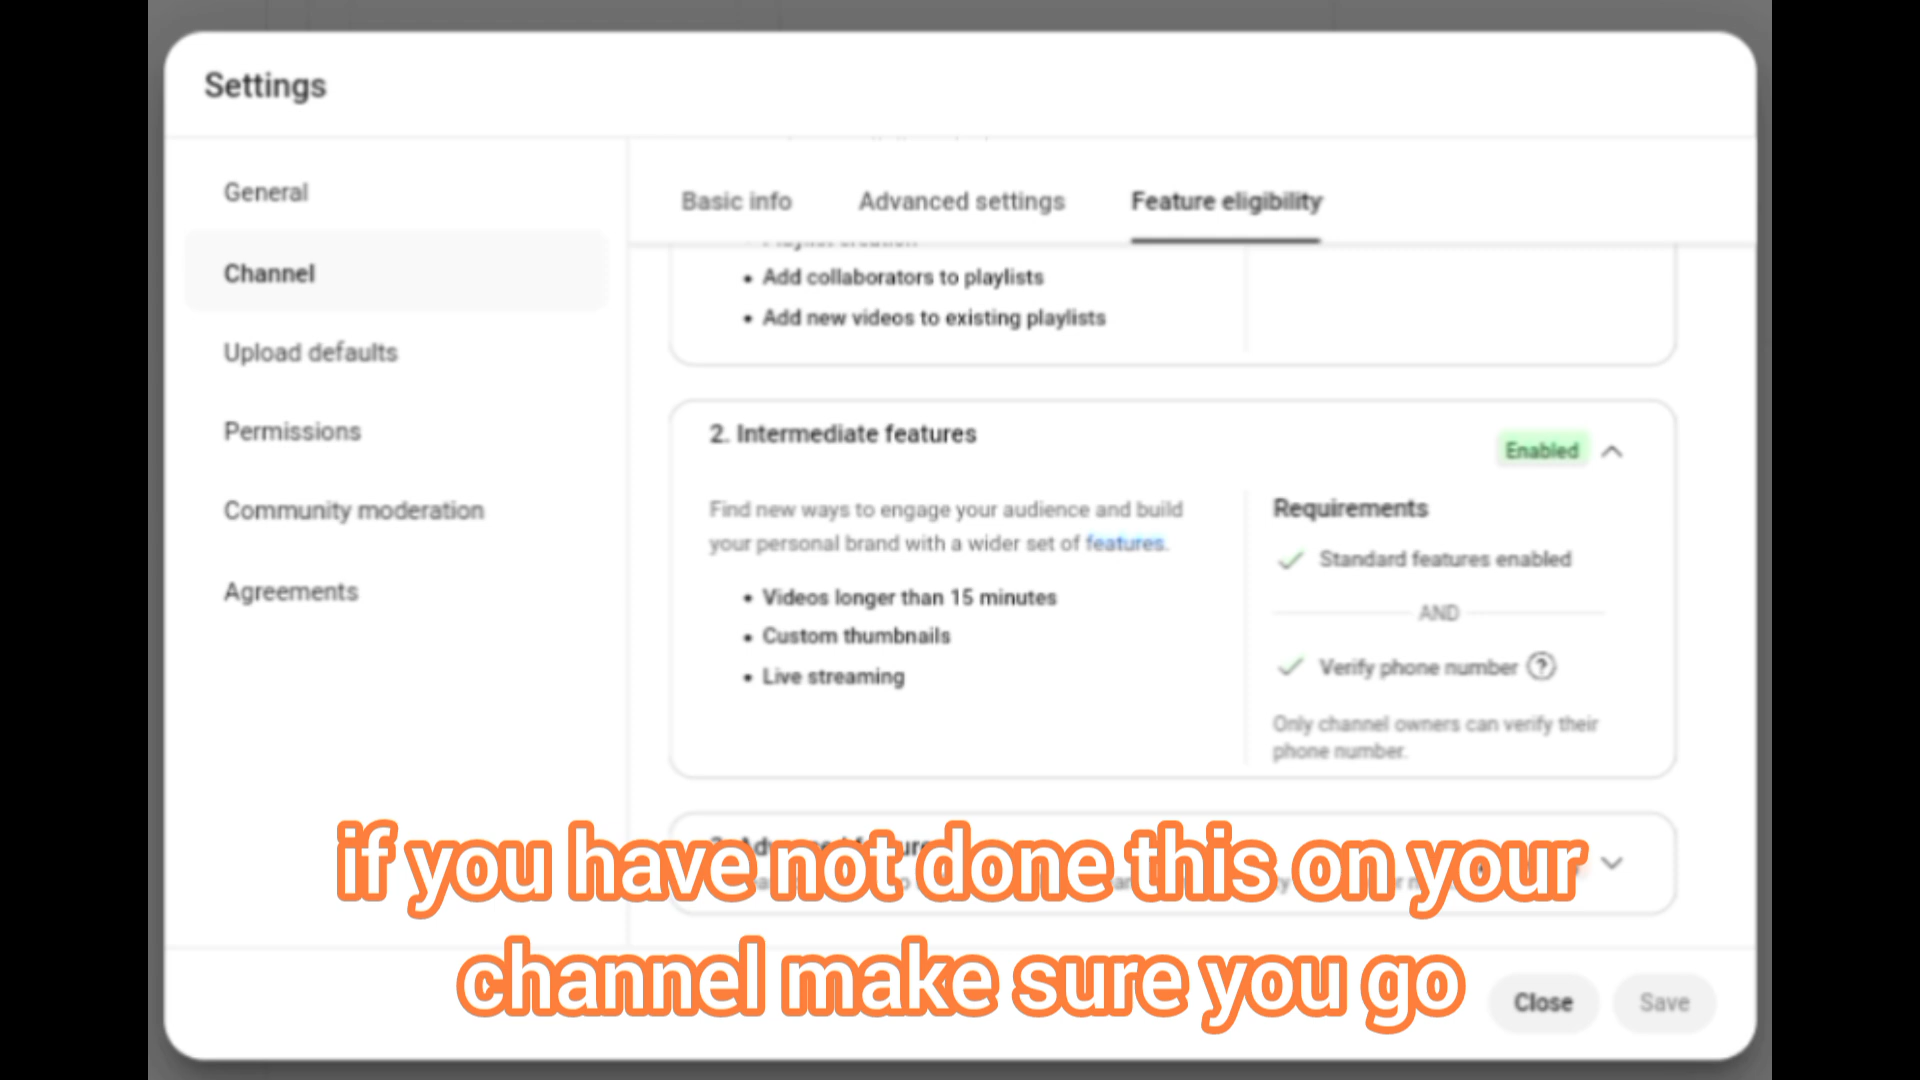 Settings
General
Channel
Upload defaults
Permissions
Community moderation
Agreements
Basic info
Advanced settings
Feature eligibility
• Add collaborators to playlists
• Add new videos to existing playlists
2. Intermediate features
Enabled
Find new ways to engage your audience and build
your personal brand with a wider set of features.
• Videos longer than 15 minutes
• Custom thumbnails
• Live streaming
Requirements
Standard features enabled
AND
Verify phone number ?
Only channel owners can verify their
phone number.
if you have not done this on your
channel make sure you go
Close
Save